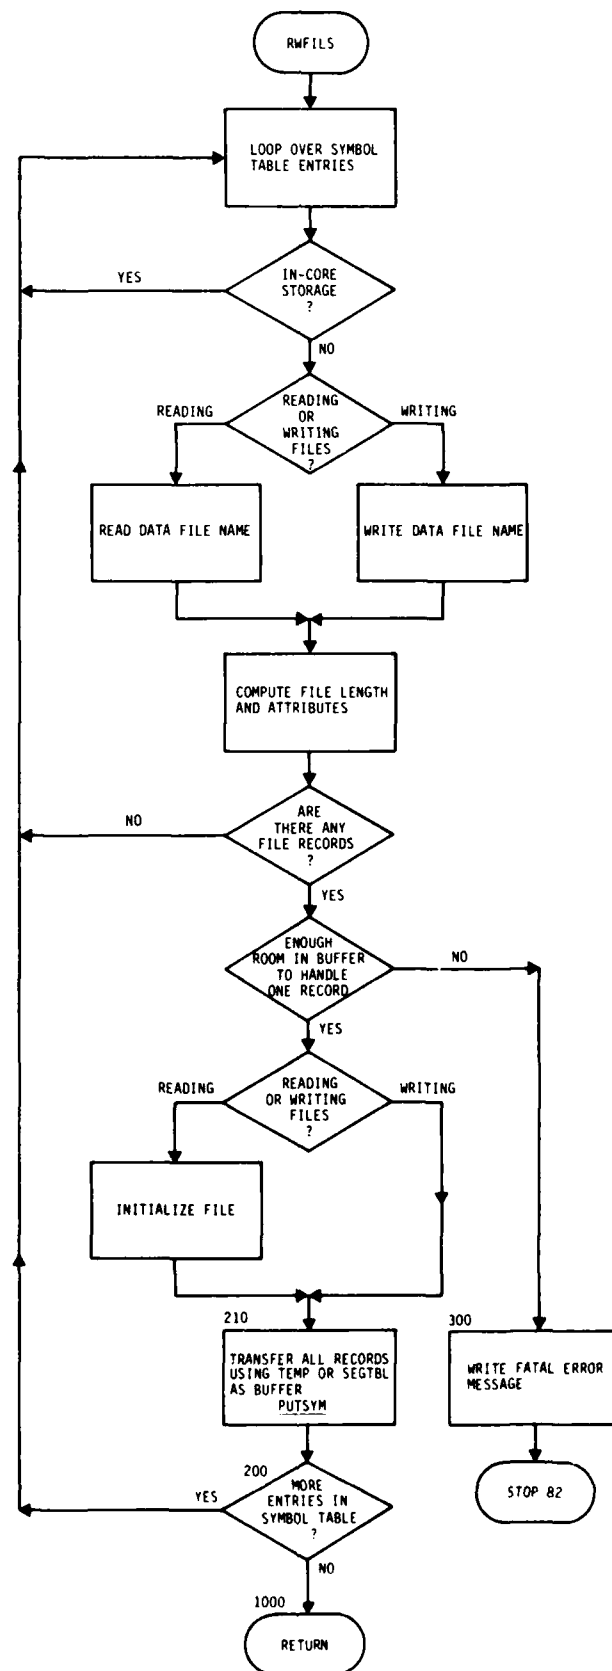 RWFILS
LOOP OVER SYMBOL
TABLE ENTRIES
YES
IN-CORE
STORAGE
?
NO
READING
READING
OR
WRITING
FILES
?
WRITING
READ DATA FILE NAME
WRITE DATA FILE NAME
COMPUTE FILE LENGTH
AND ATTRIBUTES
NO
ARE
THERE ANY
FILE RECORDS
?
YES
ENOUGH
ROOM IN BUFFER
TO HANDLE
ONE RECORD
NO
YES
READING
READING
OR WRITING
FILES
?
WRITING
INITIALIZE FILE
210
TRANSFER ALL RECORDS
USING TEMP OR SEGTBL
AS BUFFER
PUTSYM
300
WRITE FATAL ERROR
MESSAGE
STOP 82
200
YES
MORE
ENTRIES IN
SYMBOL TABLE
?
NO
1000
RETURN